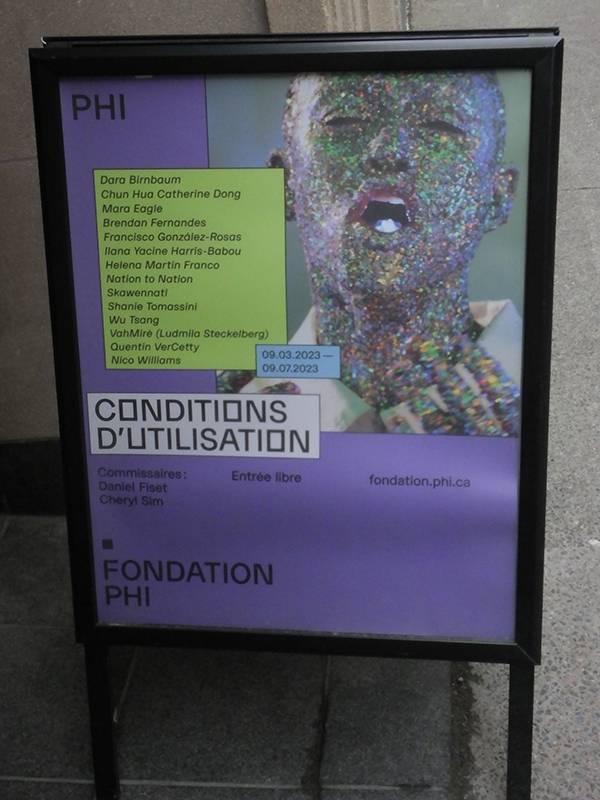 PHI
Dara Birnbaum
Chun Hua Catherine Dong
Mara Eagle
Brendan Fernandes
Francisco González-Rosas
Ilana Yacine Harris-Babou
Helena Martin Franco
Nation to Nation
Skawennati
Shanie Tomassini
Wu Tsang
VahMirè (Ludmila Steckelberg)
Quentin VerCetty
Nico Williams
09.03.2023 —
09.07.2023
CONDITIONS
D'UTILISATION
Commissaires :
Daniel Fiset
Cheryl Sim
Entrée libre
fondation.phi.ca
FONDATION
PHI